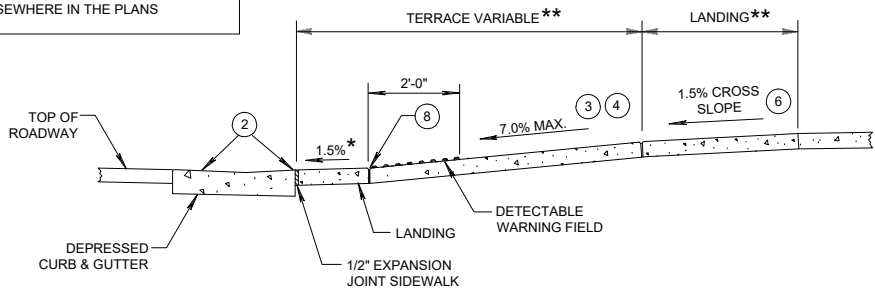 SEWHERE IN THE PLANS
TERRACE VARIABLE**
LANDING**
2'-0"
1.5% CROSS
SLOPE
6
3 4
7.0% MAX.
8
1.5%*
2
TOP OF
ROADWAY
DETECTABLE
WARNING FIELD
LANDING
DEPRESSED
CURB & GUTTER
1/2" EXPANSION
JOINT SIDEWALK